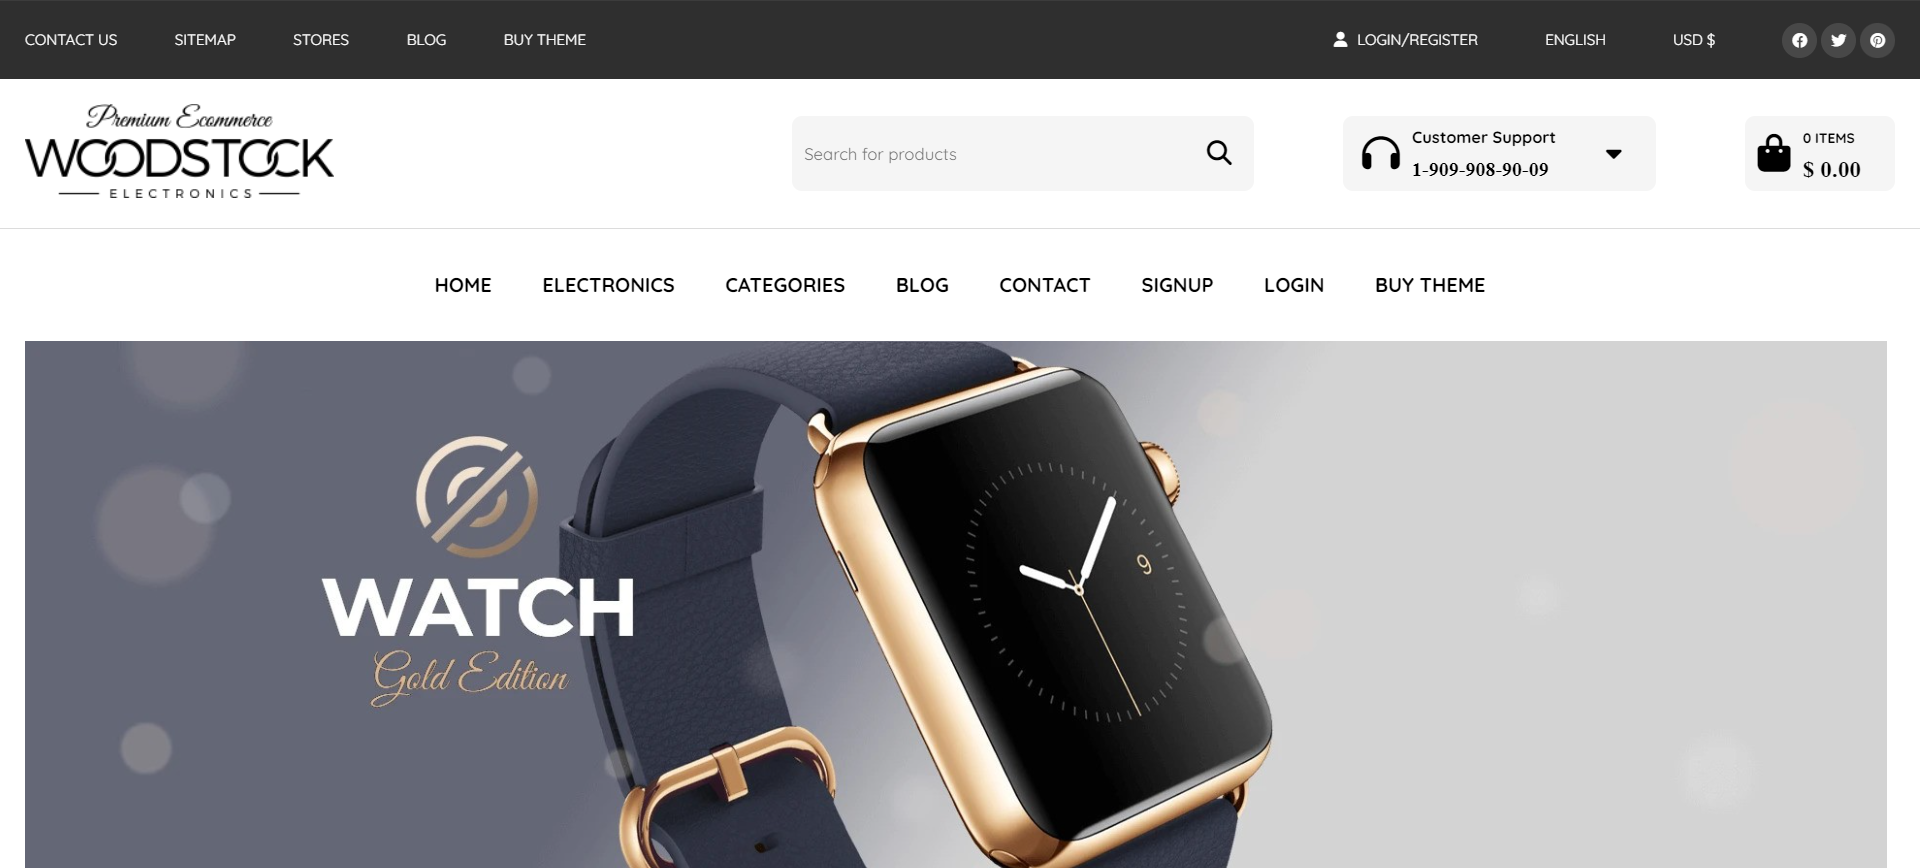 CONTACT US SITEMAP STORES BLOG BUY THEME LOGIN/REGISTER ENGLISH USD $
Premium Ecommerce
WOODSTOCK
ELECTRONICS
Search for products
Customer Support
1-909-908-90-09
0 ITEMS
$ 0.00
HOME ELECTRONICS CATEGORIES BLOG CONTACT SIGNUP LOGIN BUY THEME
WATCH
Gold Edition
9